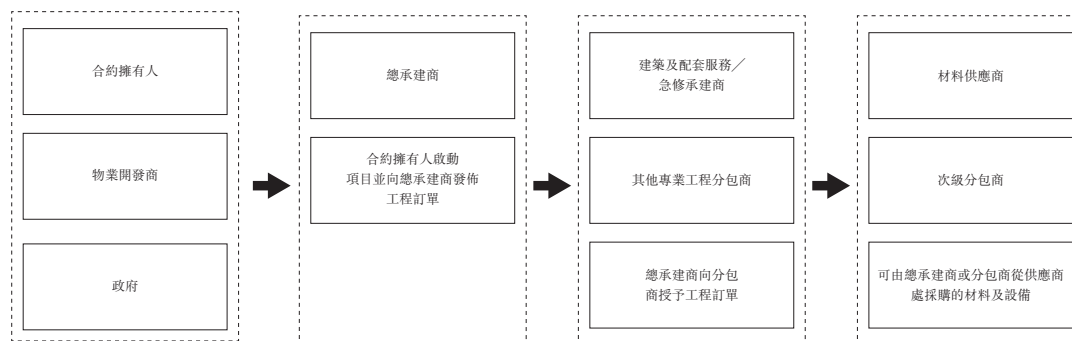 合約擁有人
物業開發商
政府
總承建商
合約擁有人啟動
項目並向總承建商發佈
工程訂單
建築及配套服務╱
急修承建商
其他專業工程分包商
總承建商向分包
商授予工程訂單
材料供應商
次級分包商
可由總承建商或分包商從供應商
處採購的材料及設備